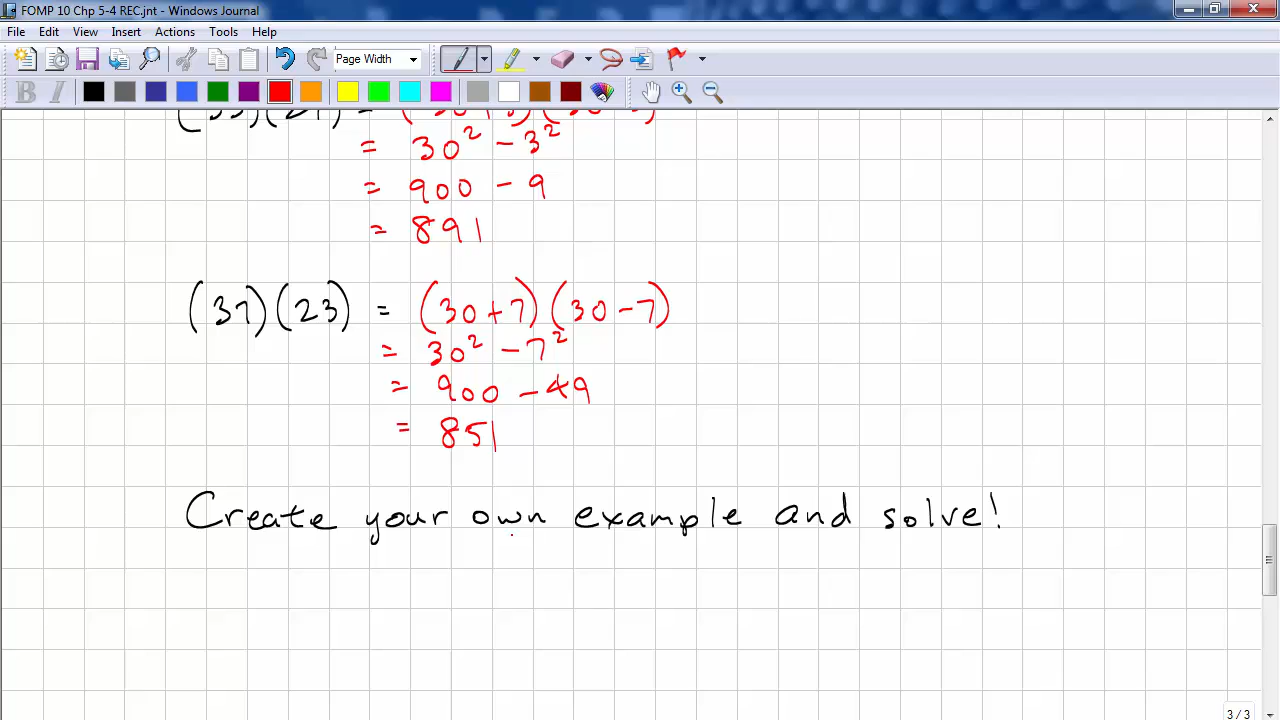 FOMP 10 Chp 5-4 REC.jnt - Windows Journal
File Edit View Insert Actions Tools Help
Page Width
B I
= 30² - 3²
= 900 - 9
= 891
(37)(23) = (30+7)(30-7)
= 30² - 7²
= 900 - 49
= 851
Create your own example and solve!
3/3